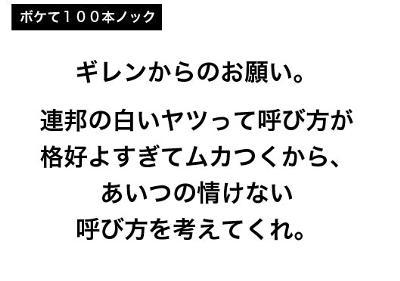 ボケて１００本ノック
ギレンからのお願い。
連邦の白いヤツって呼び方が
格好よすぎてムカつくから、
あいつの情けない
呼び方を考えてくれ。